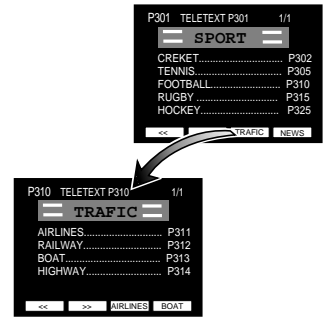 P301 TELETEXT P301 1/1
SPORT
CREKET.............................. P302
TENNIS............................... P305
FOOTBALL......................... P310
RUGBY ............................. P315
HOCKEY............................ P325
<< TRAFIC NEWS
P310 TELETEXT P310 1/1
TRAFIC
AIRLINES............................ P311
RAILWAY............................ P312
BOAT.................................. P313
HIGHWAY........................... P314
<< >> AIRLINES BOAT